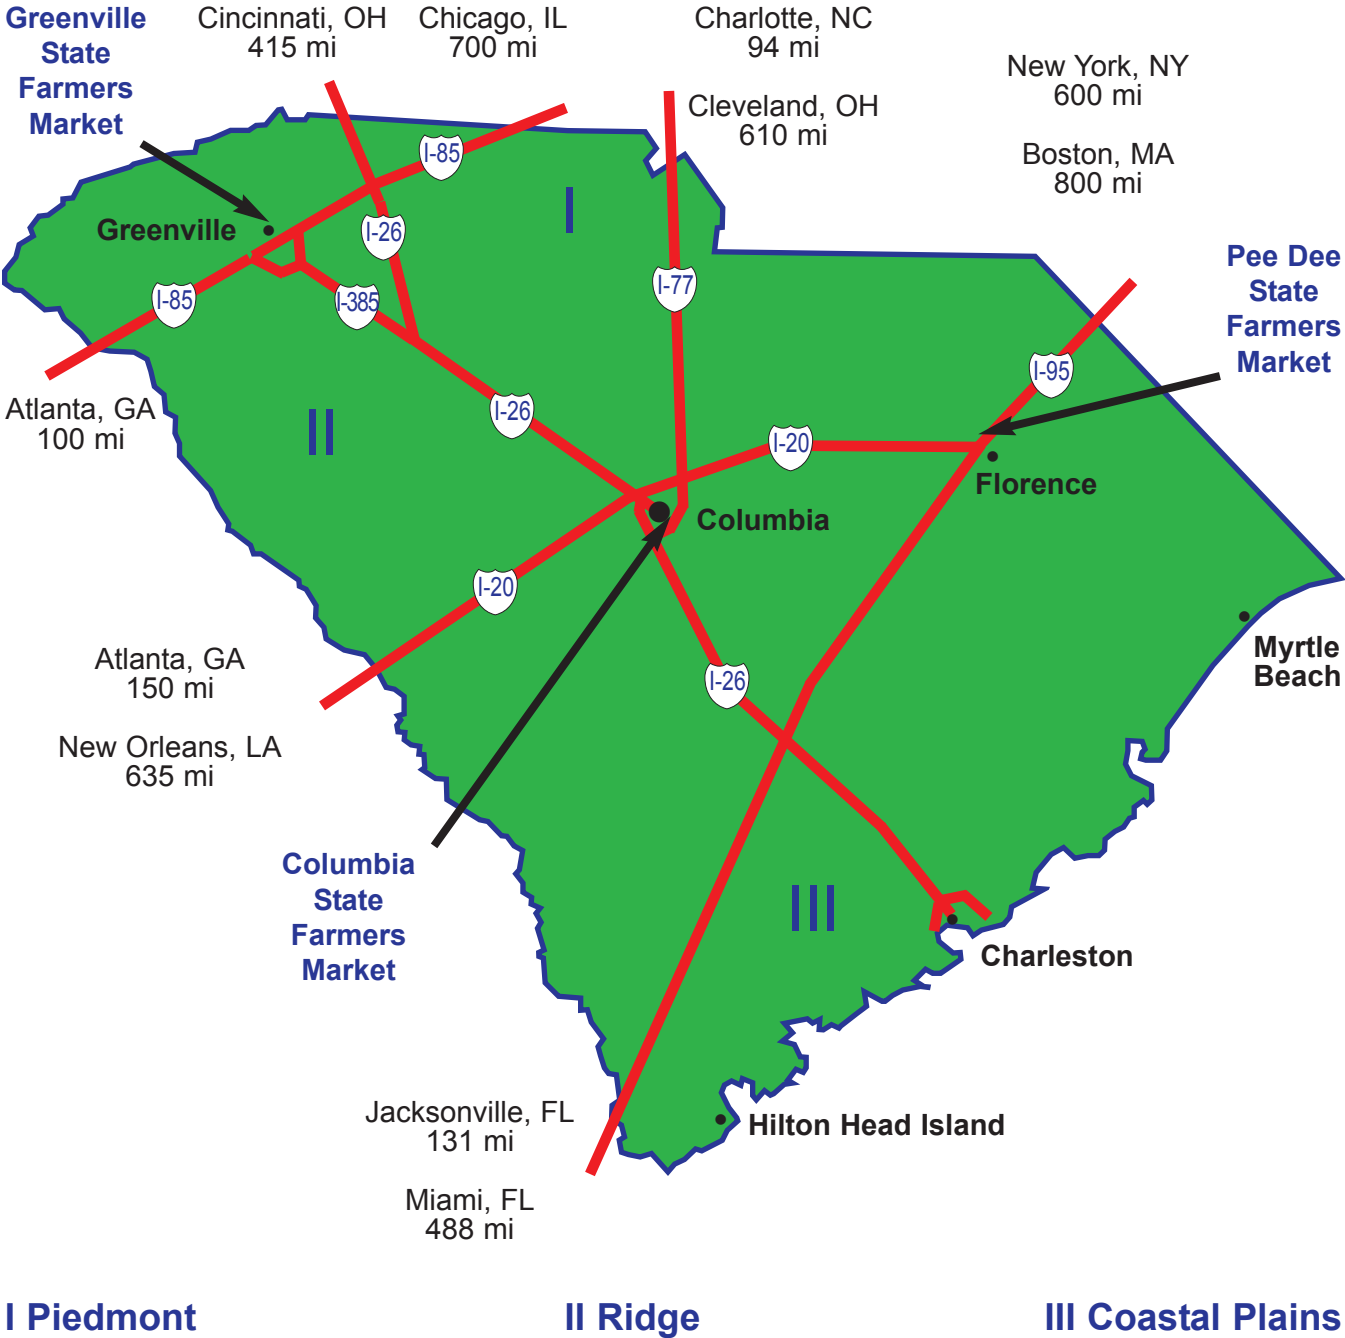 Greenville
State
Farmers
Market
Cincinnati, OH
415 mi
Chicago, IL
700 mi
Charlotte, NC
94 mi
Cleveland, OH
610 mi
New York, NY
600 mi
Boston, MA
800 mi
I-85
I
Greenville
I-26
I-77
Pee Dee
State
Farmers
Market
I-85
I-385
I-95
Atlanta, GA
100 mi
II
I-26
I-20
Florence
Columbia
I-20
Myrtle
Beach
Atlanta, GA
150 mi
I-26
New Orleans, LA
635 mi
Columbia
State
Farmers
Market
III
Charleston
Jacksonville, FL
131 mi
Hilton Head Island
Miami, FL
488 mi
I Piedmont
II Ridge
III Coastal Plains